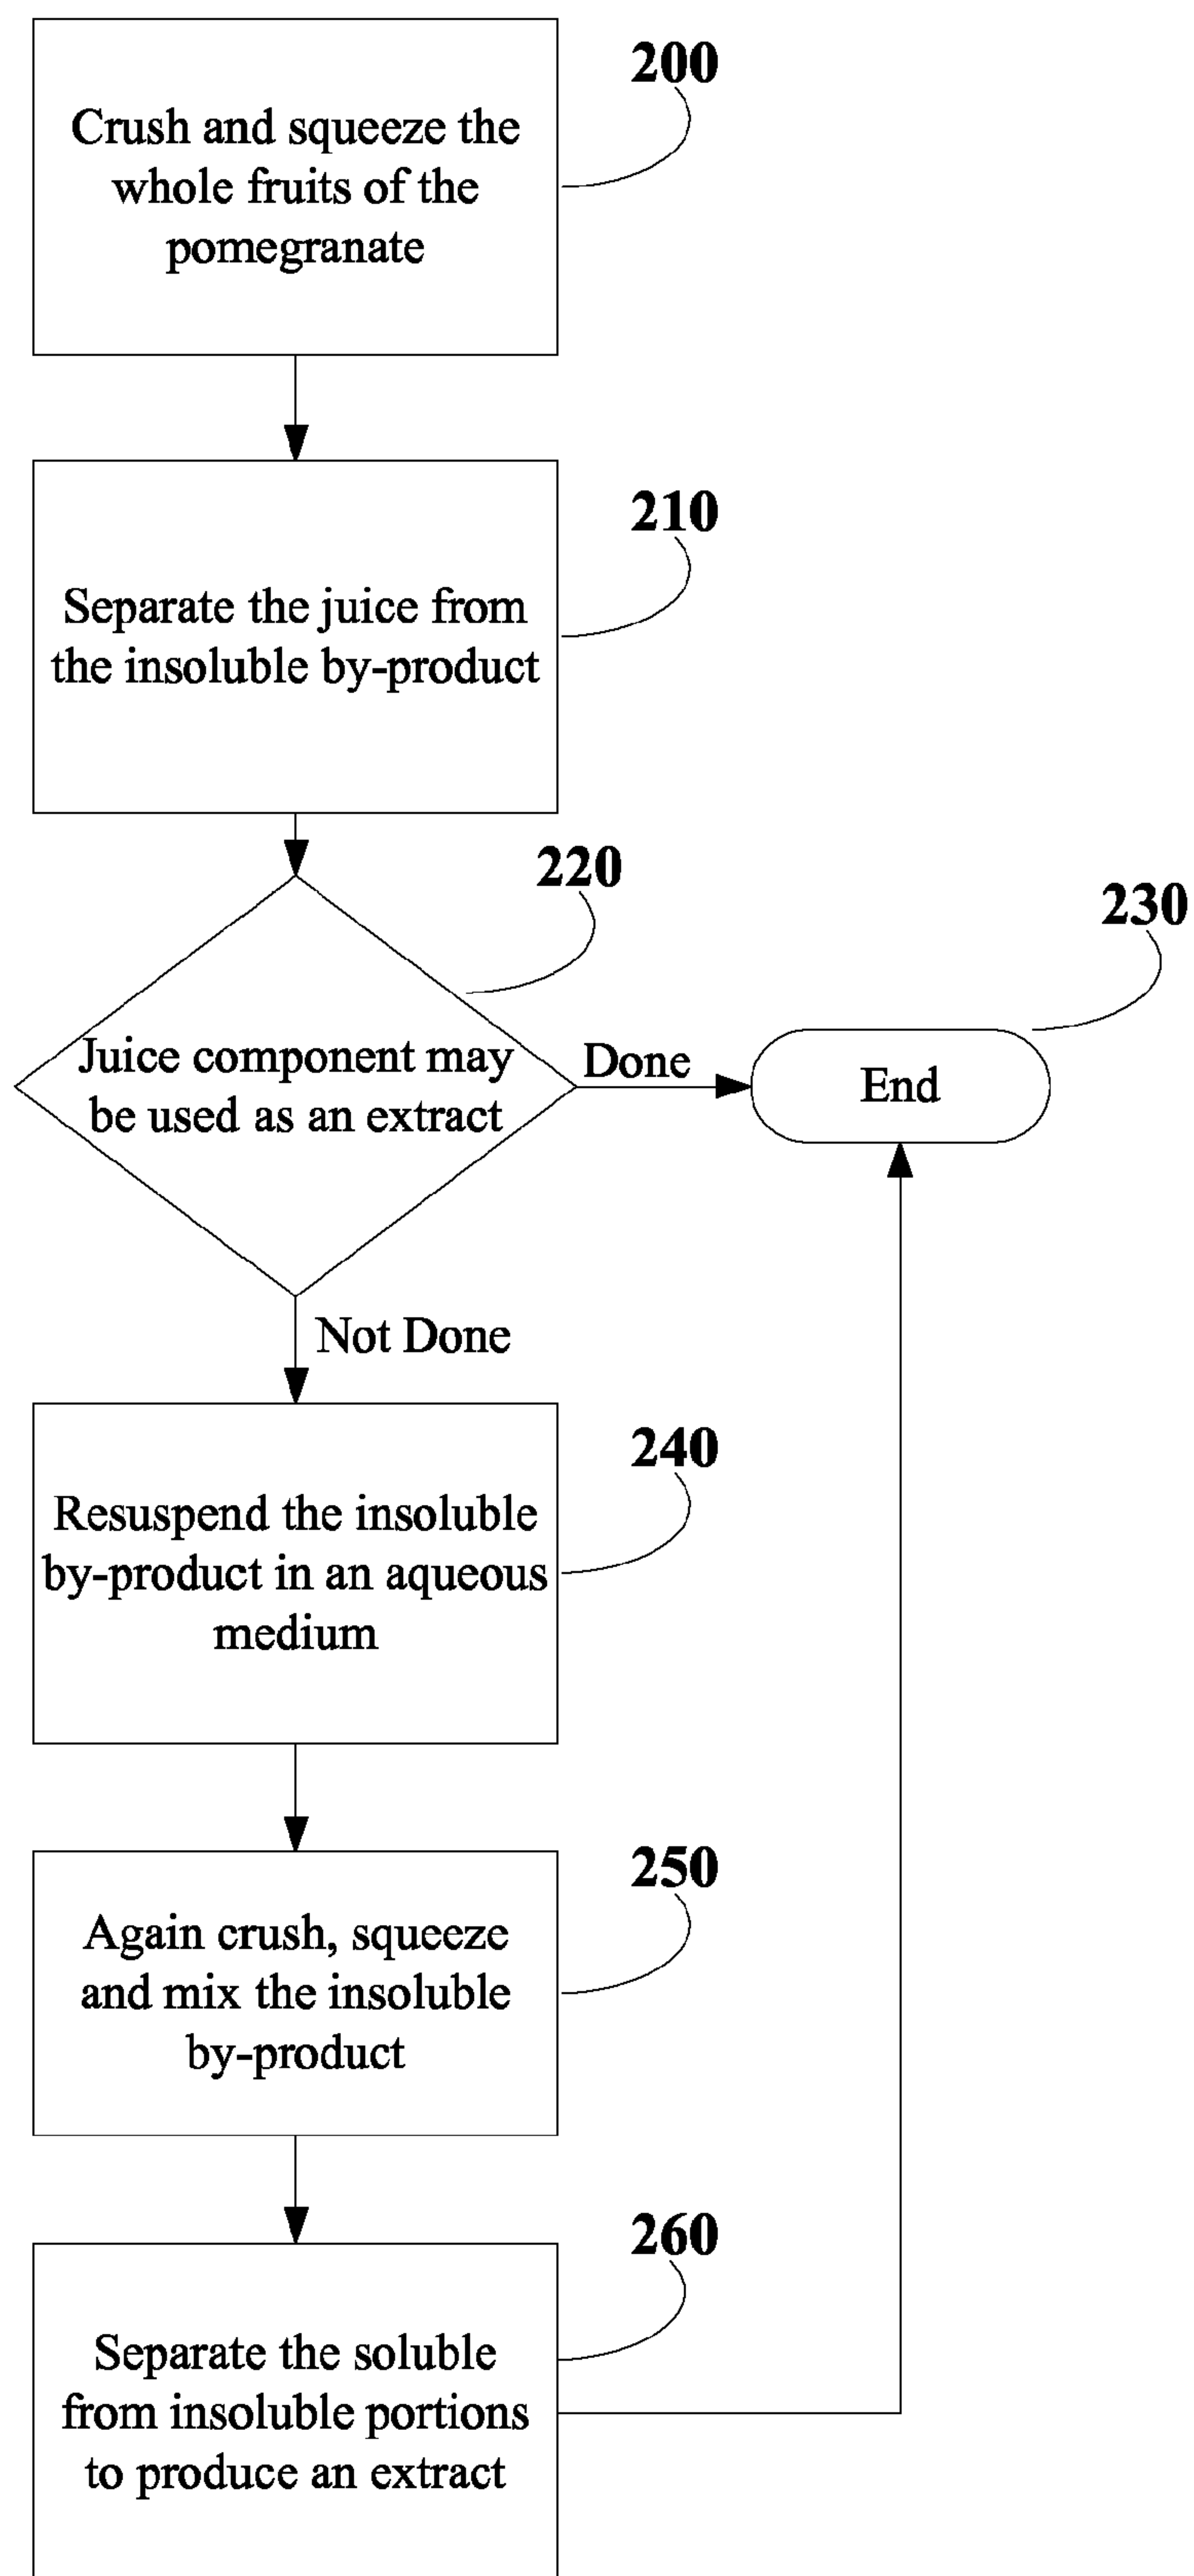 200
Crush and squeeze the
whole fruits of the
pomegranate
210
Separate the juice from
the insoluble by-product
220
230
Juice component may
be used as an extract
Done
End
Not Done
240
Resuspend the insoluble
by-product in an aqueous
medium
250
Again crush, squeeze
and mix the insoluble
by-product
260
Separate the soluble
from insoluble portions
to produce an extract